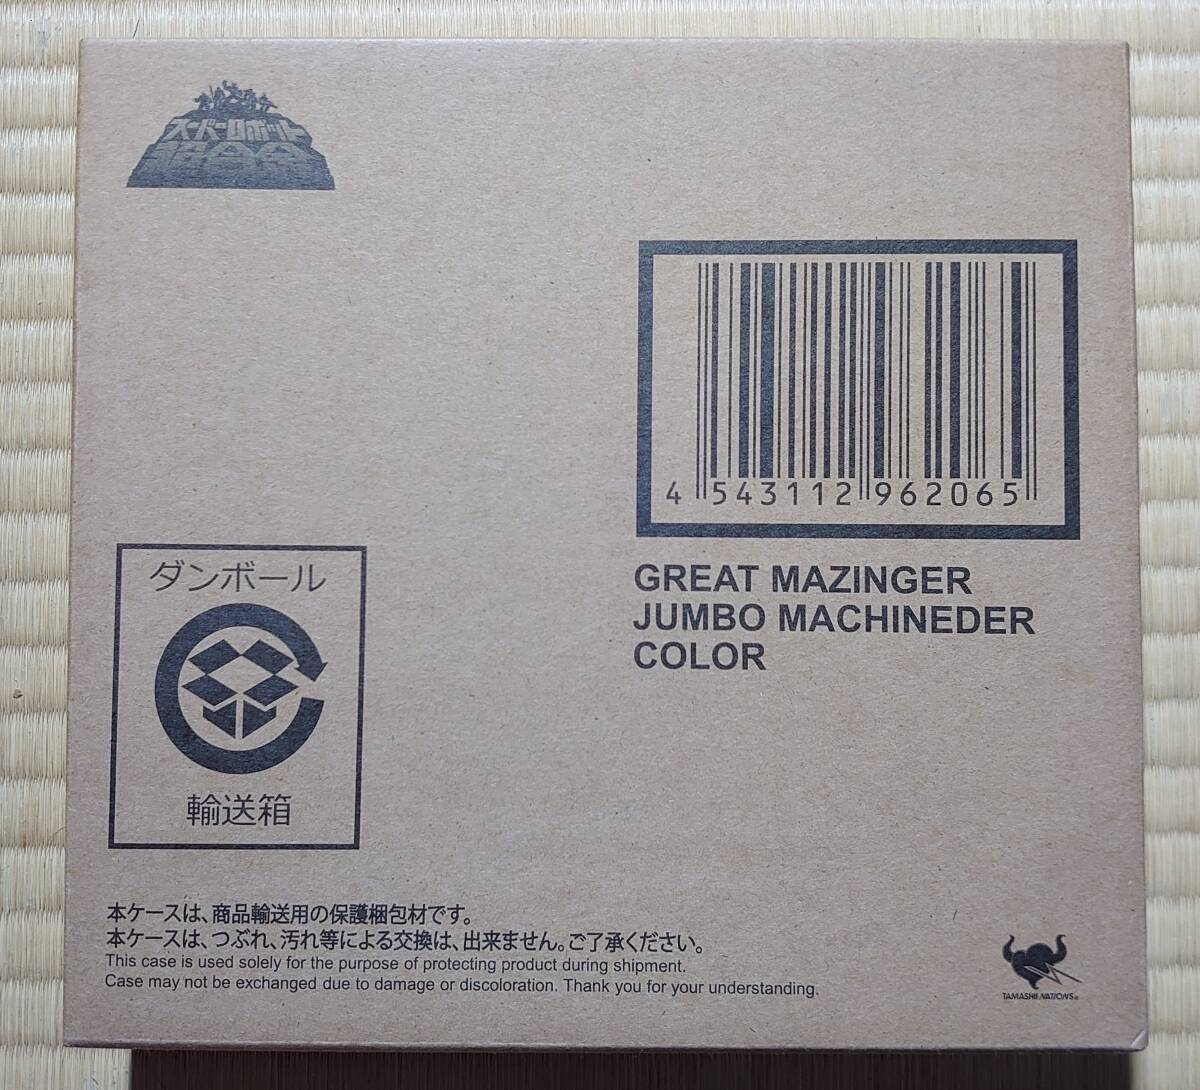 スーパーロボット
超合金
4 543112 962065
GREAT MAZINGER
JUMBO MACHINEDER
COLOR
ダンボール
輸送箱
本ケースは、商品輸送用の保護梱包材です。
本ケースは、つぶれ、汚れ等による交換は、出来ません。ご了承ください。
This case is used solely for the purpose of protecting product during shipment.
Case may not be exchanged due to damage or discoloration. Thank you for your understanding.
TAMASHII NATIONS®